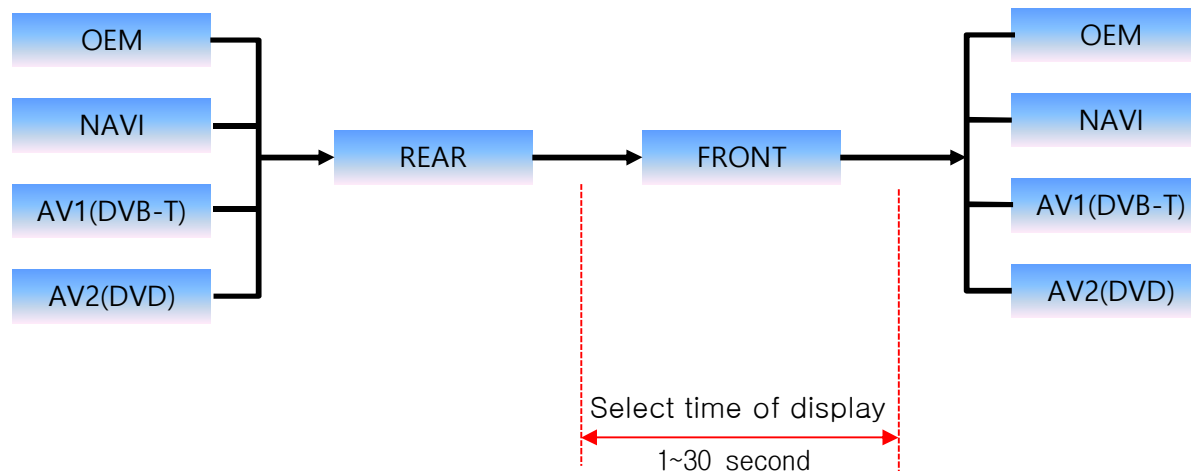 OEM
NAVI
AV1(DVB-T)
AV2(DVD)
REAR
FRONT
OEM
NAVI
AV1(DVB-T)
AV2(DVD)
Select time of display
1~30 second